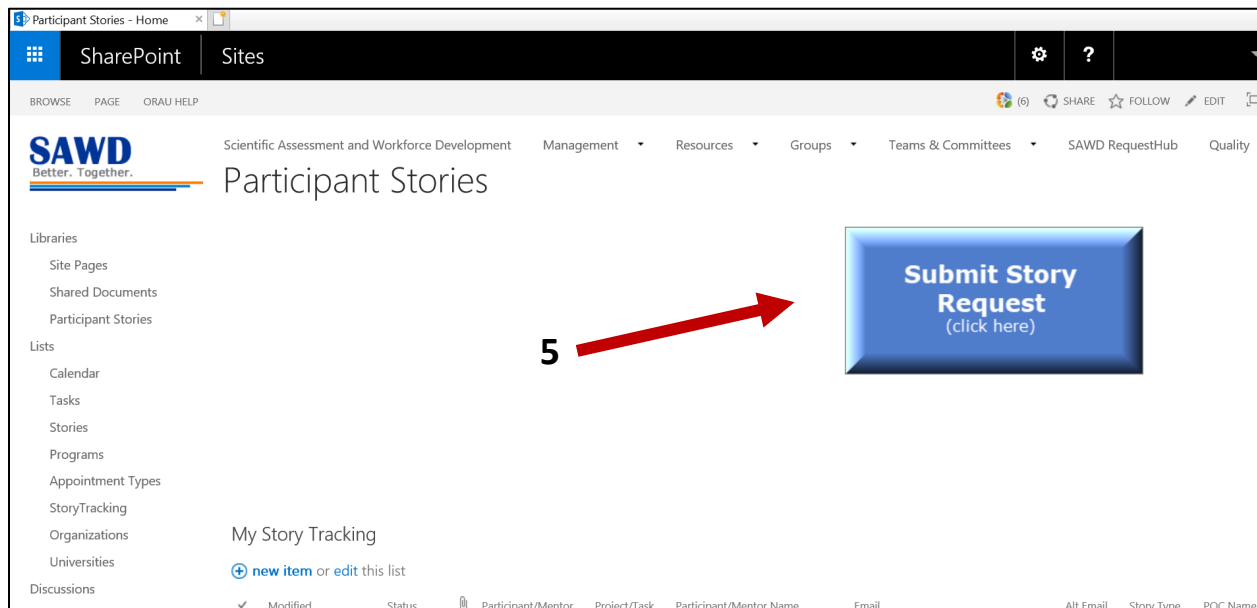 Participant Stories - Home
SharePoint Sites ?
BROWSE PAGE ORAU HELP (6) SHARE FOLLOW EDIT
SAWD
Better. Together.
Scientific Assessment and Workforce Development Management Resources Groups Teams & Committees SAWD RequestHub Quality
Participant Stories
Libraries
Site Pages
Shared Documents
Participant Stories
Lists
Calendar
Tasks
Stories
Programs
Appointment Types
StoryTracking
Organizations
Universities
Discussions
Submit Story
Request
(click here)
5
My Story Tracking
new item or edit this list
Modified Status Participant/Mentor Project/Task Participant/Mentor Name Email Alt Email Story Type POC Name